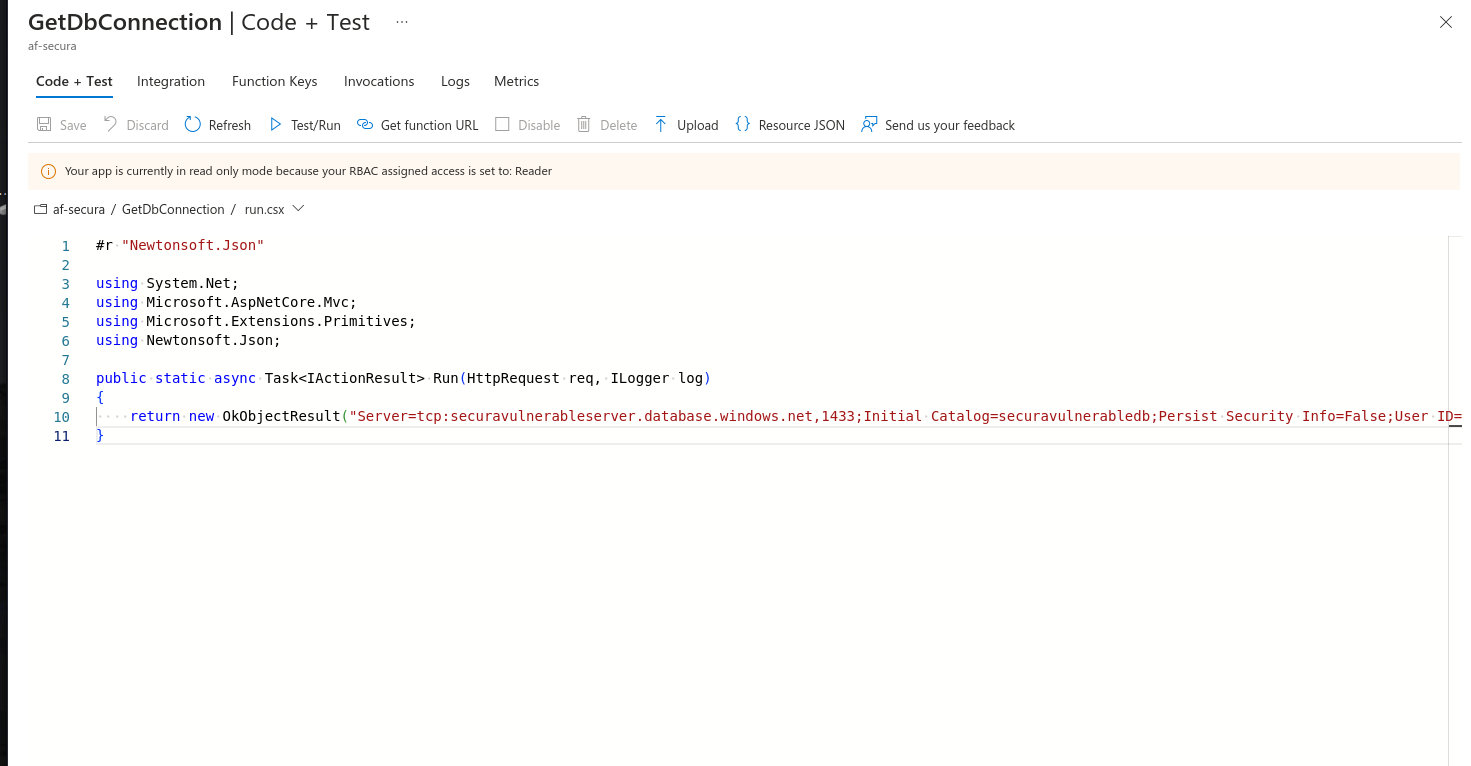 GetDbConnection | Code + Test ...
af-secura
Code + Test Integration Function Keys Invocations Logs Metrics
Save Discard Refresh Test/Run Get function URL Disable Delete Upload Resource JSON Send us your feedback
Your app is currently in read only mode because your RBAC assigned access is set to: Reader
af-secura / GetDbConnection / run.csx
1 #r "Newtonsoft.Json"
2
3 using System.Net;
4 using Microsoft.AspNetCore.Mvc;
5 using Microsoft.Extensions.Primitives;
6 using Newtonsoft.Json;
7
8 public static async Task<IActionResult> Run(HttpRequest req, ILogger log)
9 {
10     return new OkObjectResult("Server=tcp:securavulnerableserver.database.windows.net,1433;Initial Catalog=securavulnerabledb;Persist Security Info=False;User ID=
11 }